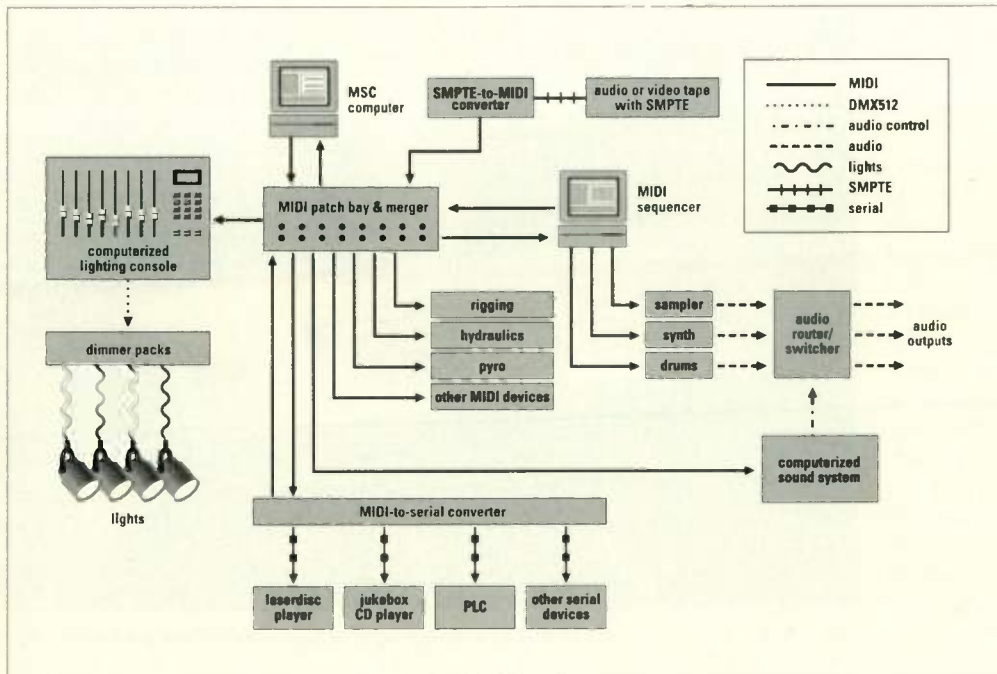 MSC
computer
SMPTE-to-MIDI
converter
audio or video tape
with SMPTE
MIDI
DMX512
audio control
audio
lights
SMPTE
serial
MIDI patch bay & merger
MIDI
sequencer
computerized
lighting console
dimmer packs
lights
rigging
hydraulics
pyro
other MIDI devices
sampler
synth
drums
audio
router/
switcher
audio
outputs
computerized
sound system
MIDI-to-serial converter
laserdisc
player
jukebox
CD player
PLC
other serial
devices